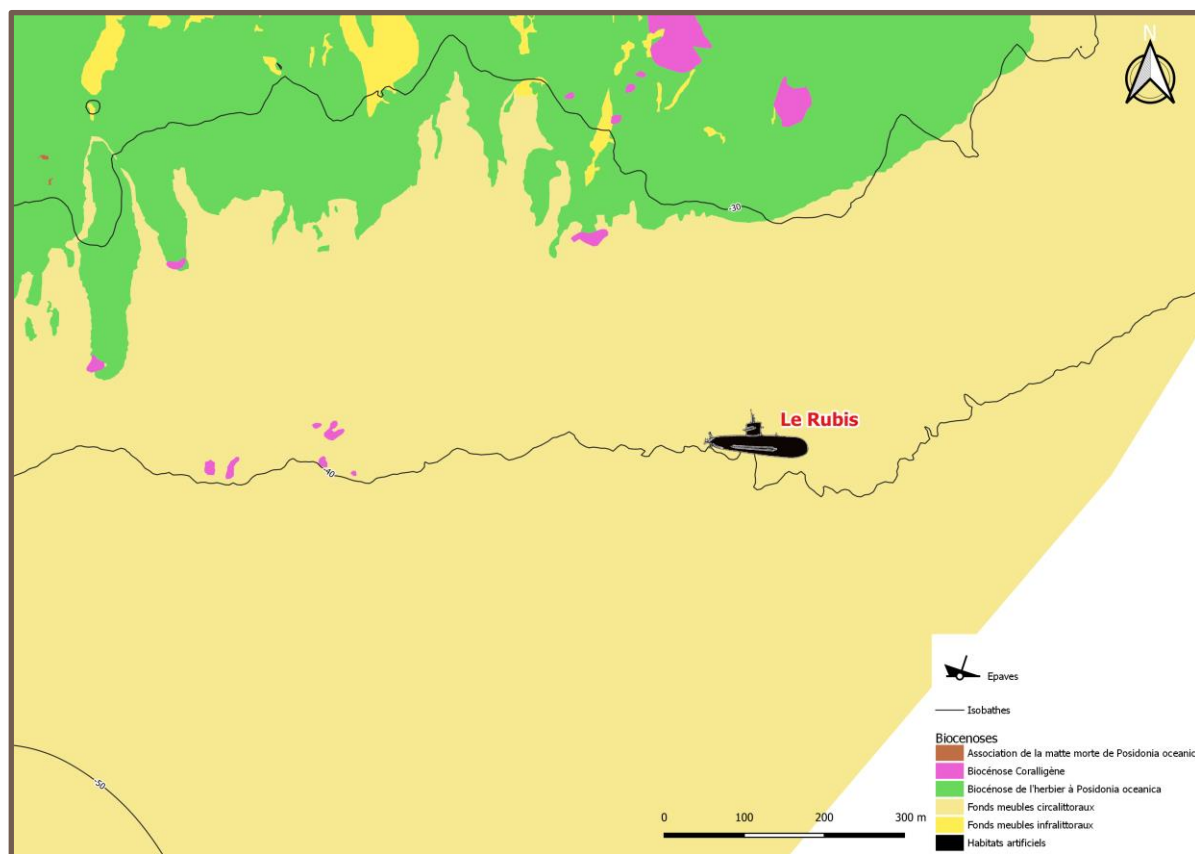 N
-30
Le Rubis
-40
-50
Epaves
Isobathes
Biocenoses
Association de la matte morte de Posidonia oceanic
Biocénose Coralligène
Biocénose de l'herbier à Posidonia oceanica
Fonds meubles circalittoraux
Fonds meubles infralittoraux
Habitats artificiels
0 100 200 300 m